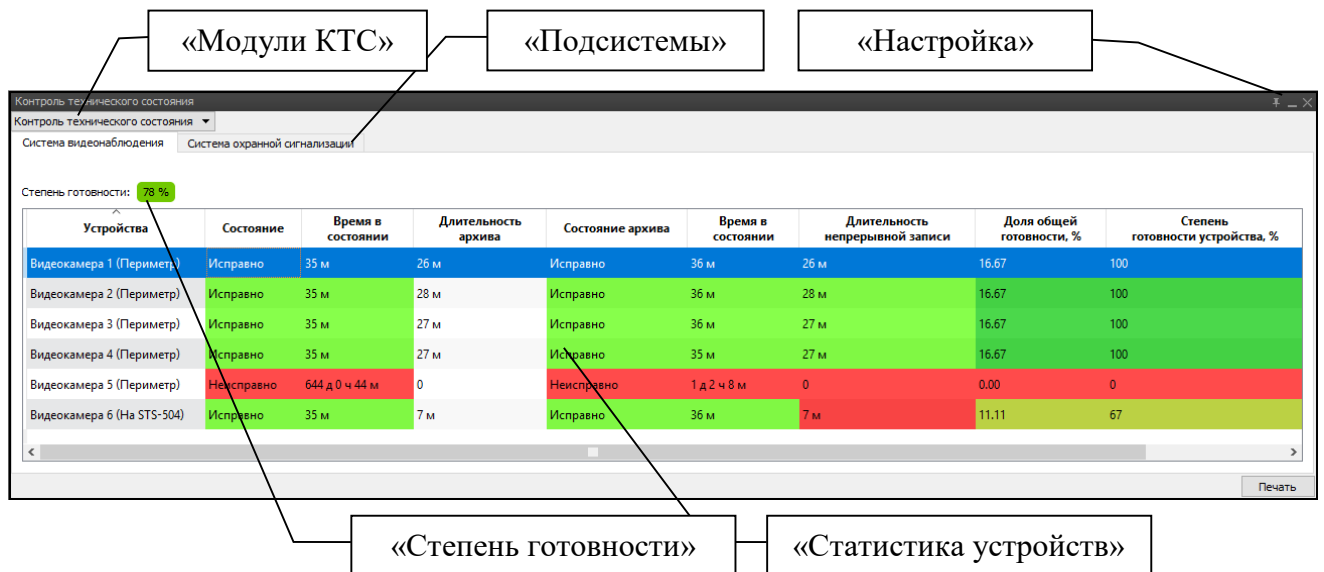 «Модули КТС» «Подсистемы» «Настройка»
Контроль технического состояния
Контроль технического состояния
Система видеонаблюдения Система охранной сигнализации
Степень готовности: 78 %
Устройства Состояние Время в состоянии Длительность архива Состояние архива Время в состоянии Длительность непрерывной записи Доля общей готовности, % Степень готовности устройства, %
Видеокамера 1 (Периметр) Исправно 35 м 26 м Исправно 36 м 26 м 16.67 100
Видеокамера 2 (Периметр) Исправно 35 м 28 м Исправно 36 м 28 м 16.67 100
Видеокамера 3 (Периметр) Исправно 35 м 27 м Исправно 36 м 27 м 16.67 100
Видеокамера 4 (Периметр) Исправно 35 м 27 м Исправно 35 м 27 м 16.67 100
Видеокамера 5 (Периметр) Неисправно 644 д 0 ч 44 м 0 Неисправно 1 д 2 ч 8 м 0 0.00 0
Видеокамера 6 (На STS-504) Исправно 35 м 7 м Исправно 36 м 7 м 11.11 67
Печать
«Степень готовности» «Статистика устройств»